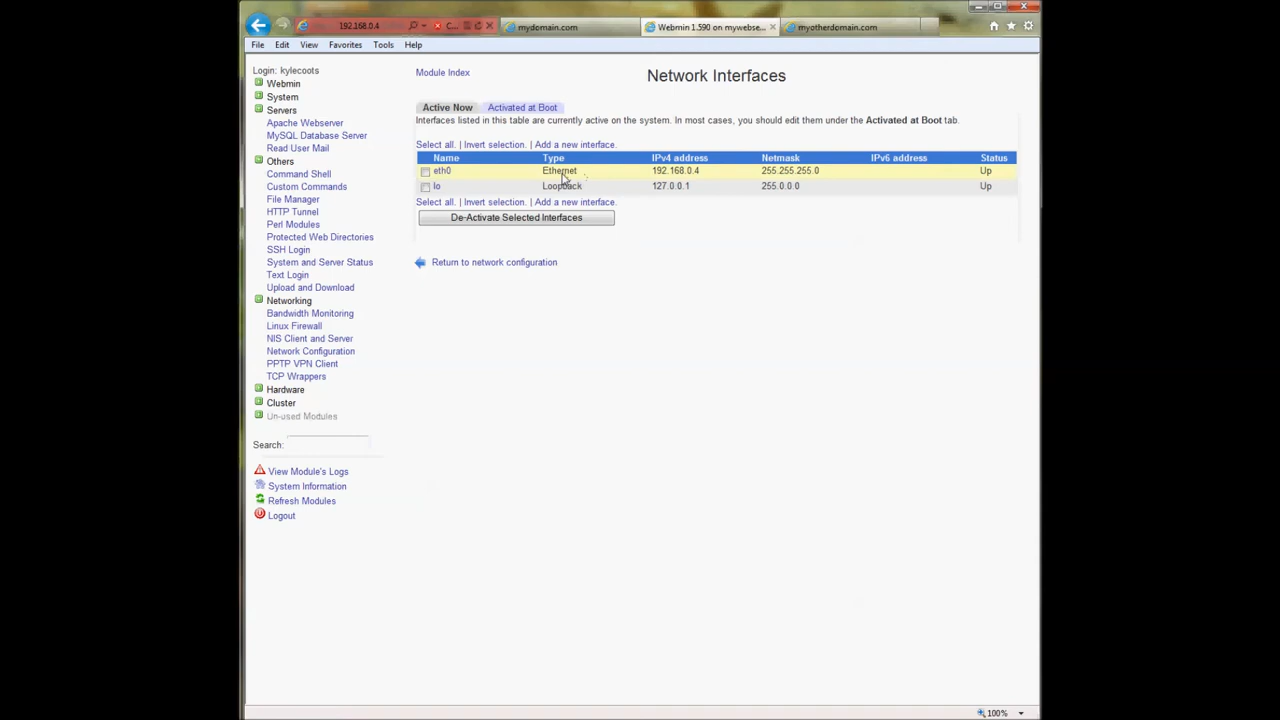 192.168.0.4
C...
mydomain.com
Webmin 1.590 on mywebse...
myotherdomain.com
File Edit View Favorites Tools Help
Login: kylecoots
Webmin
System
Servers
Apache Webserver
MySQL Database Server
Read User Mail
Others
Command Shell
Custom Commands
File Manager
HTTP Tunnel
Perl Modules
Protected Web Directories
SSH Login
System and Server Status
Text Login
Upload and Download
Networking
Bandwidth Monitoring
Linux Firewall
NIS Client and Server
Network Configuration
PPTP VPN Client
TCP Wrappers
Hardware
Cluster
Un-used Modules
Search:
View Module's Logs
System Information
Refresh Modules
Logout
Module Index
Network Interfaces
Active Now Activated at Boot
Interfaces listed in this table are currently active on the system. In most cases, you should edit them under the Activated at Boot tab.
Select all. | Invert selection. | Add a new interface.
Name Type IPv4 address Netmask IPv6 address Status
eth0 Ethernet 192.168.0.4 255.255.255.0 Up
lo Loopback 127.0.0.1 255.0.0.0 Up
Select all. | Invert selection. | Add a new interface.
De-Activate Selected Interfaces
Return to network configuration
100%